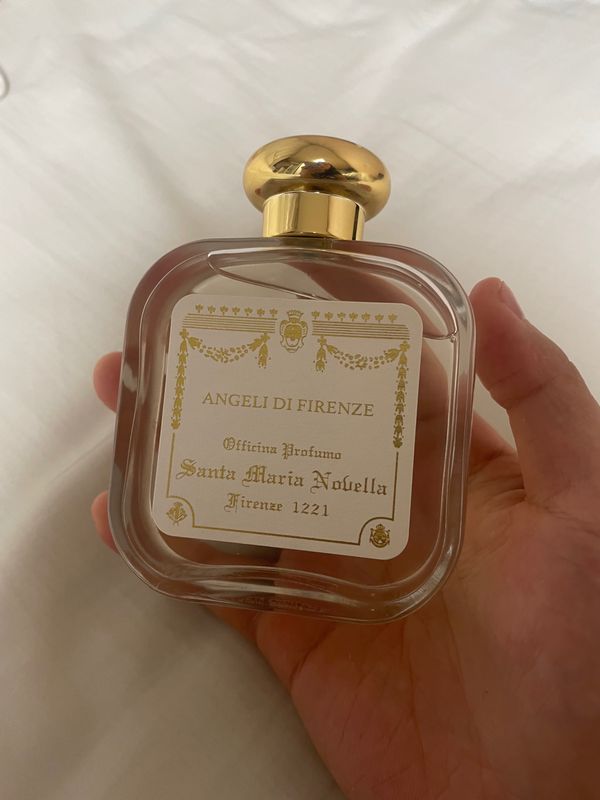 ANGELI DI FIRENZE
Officina Profumo
Santa Maria Novella
Firenze 1221